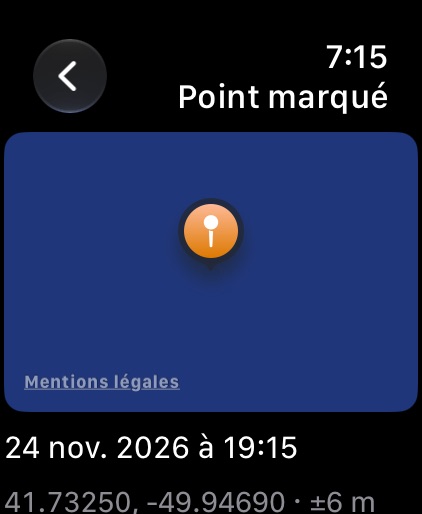 7:15
Point marqué
Mentions légales
24 nov. 2026 à 19:15
41.73250, -49.94690 · ±6 m